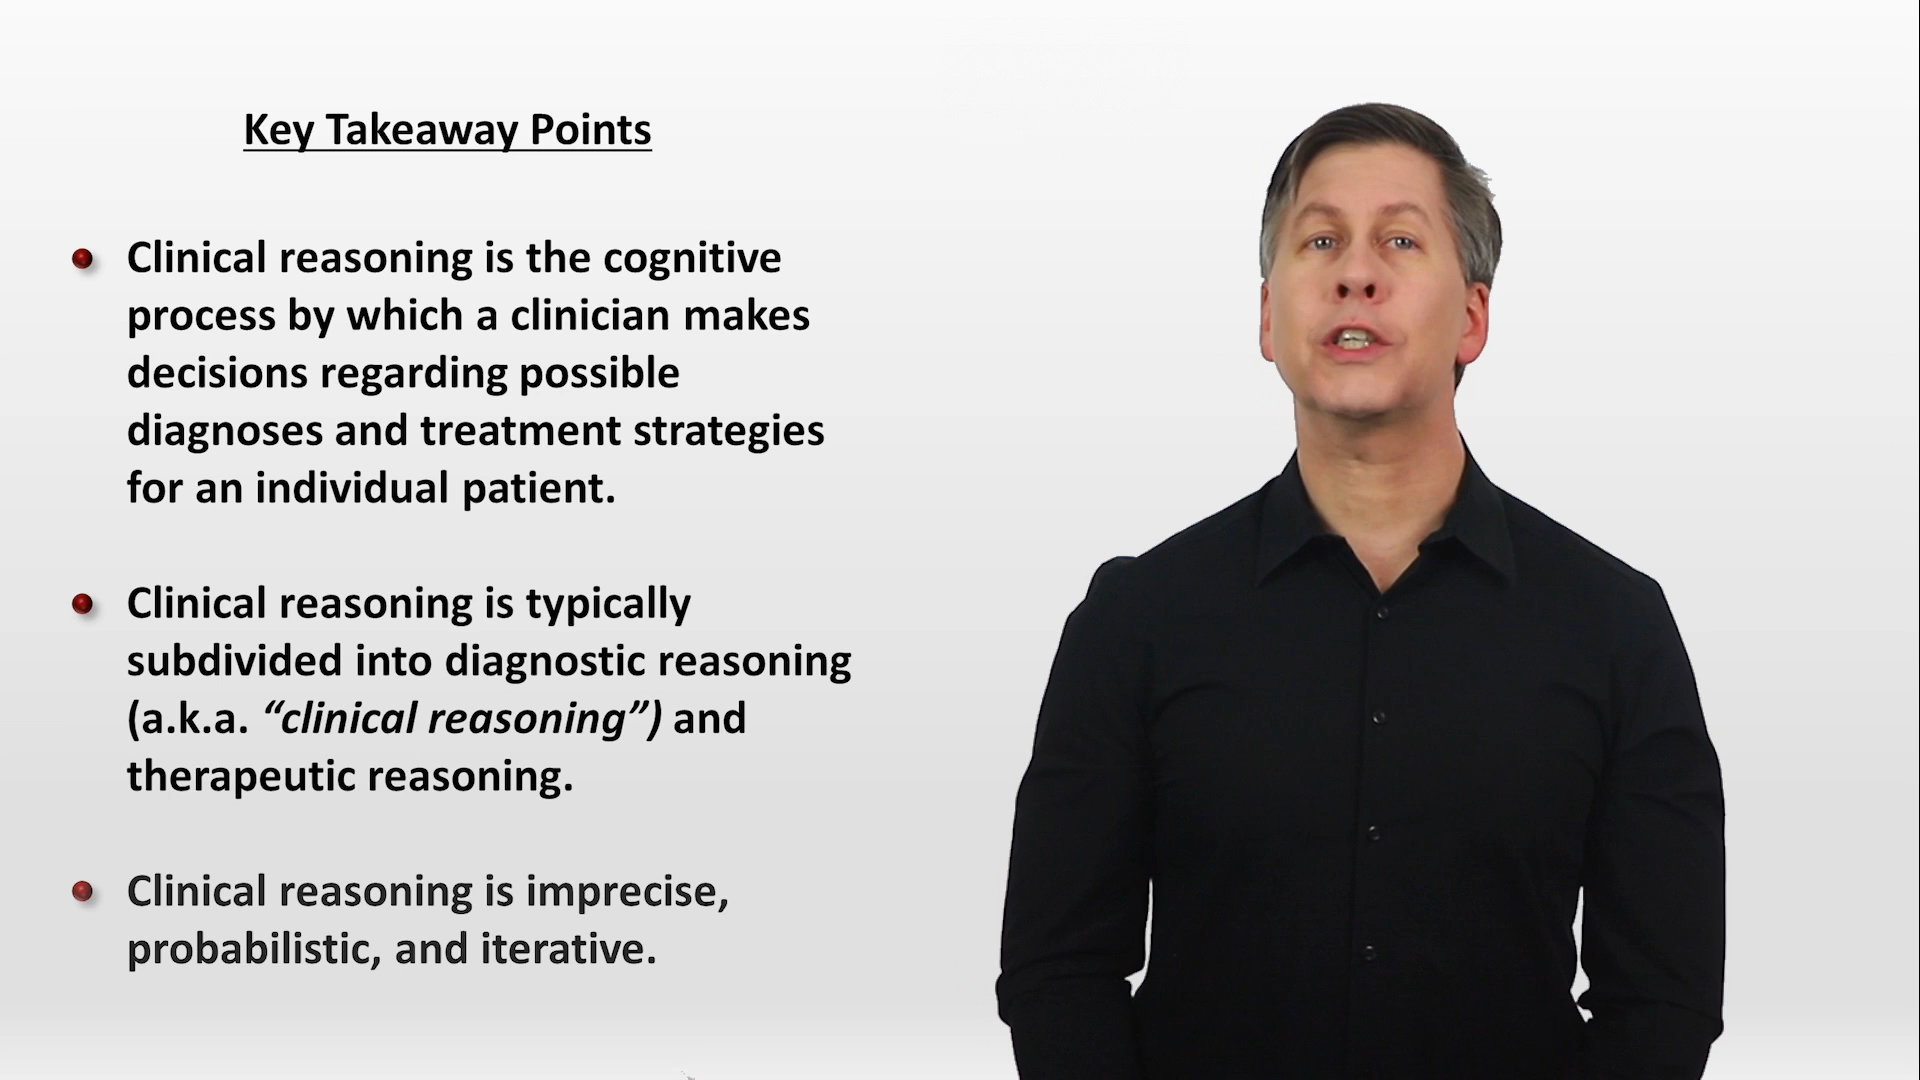 Key Takeaway Points
Clinical reasoning is the cognitive
process by which a clinician makes
decisions regarding possible
diagnoses and treatment strategies
for an individual patient.
Clinical reasoning is typically
subdivided into diagnostic reasoning
(a.k.a. “clinical reasoning”) and
therapeutic reasoning.
Clinical reasoning is imprecise,
probabilistic, and iterative.